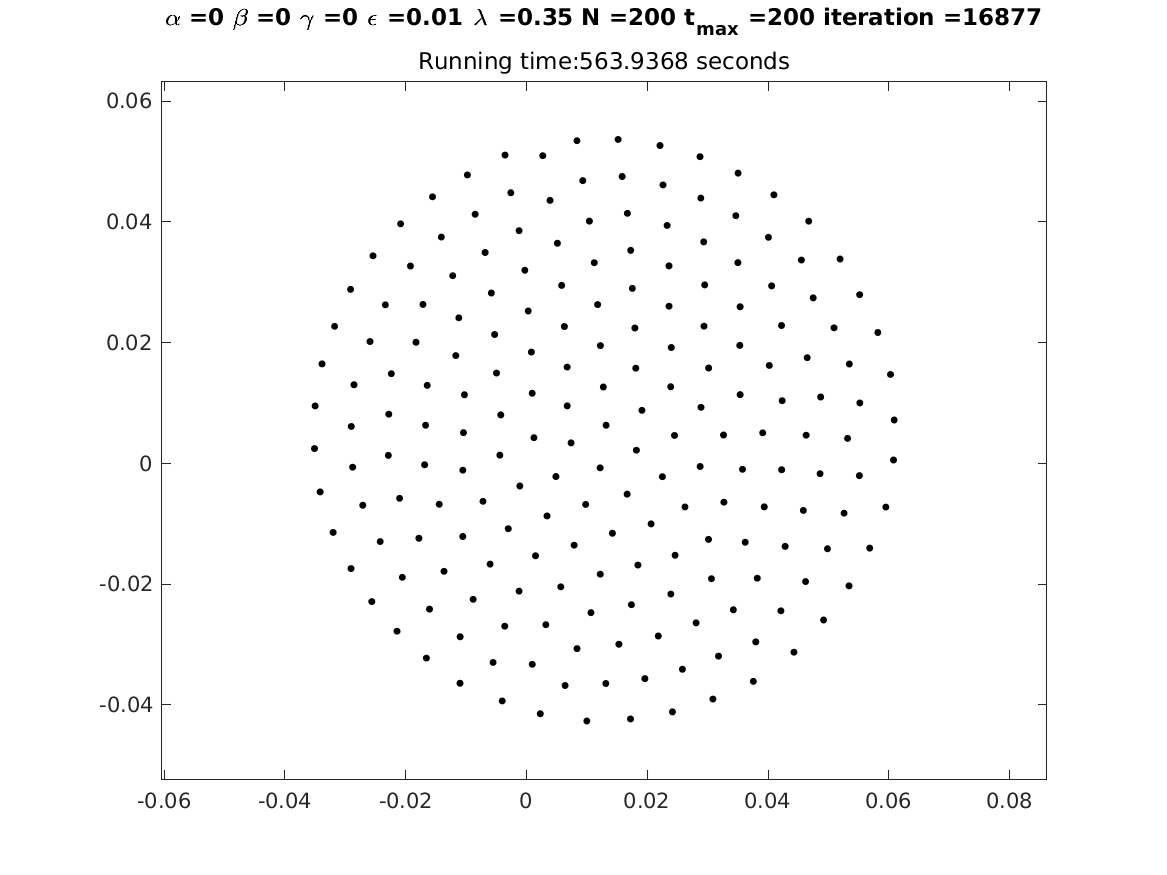 α =0 β =0 γ =0 ϵ =0.01 λ =0.35 N =200 t_max =200 iteration =16877
Running time:563.9368 seconds
0.06
0.04
0.02
0
-0.02
-0.04
-0.06 -0.04 -0.02 0 0.02 0.04 0.06 0.08